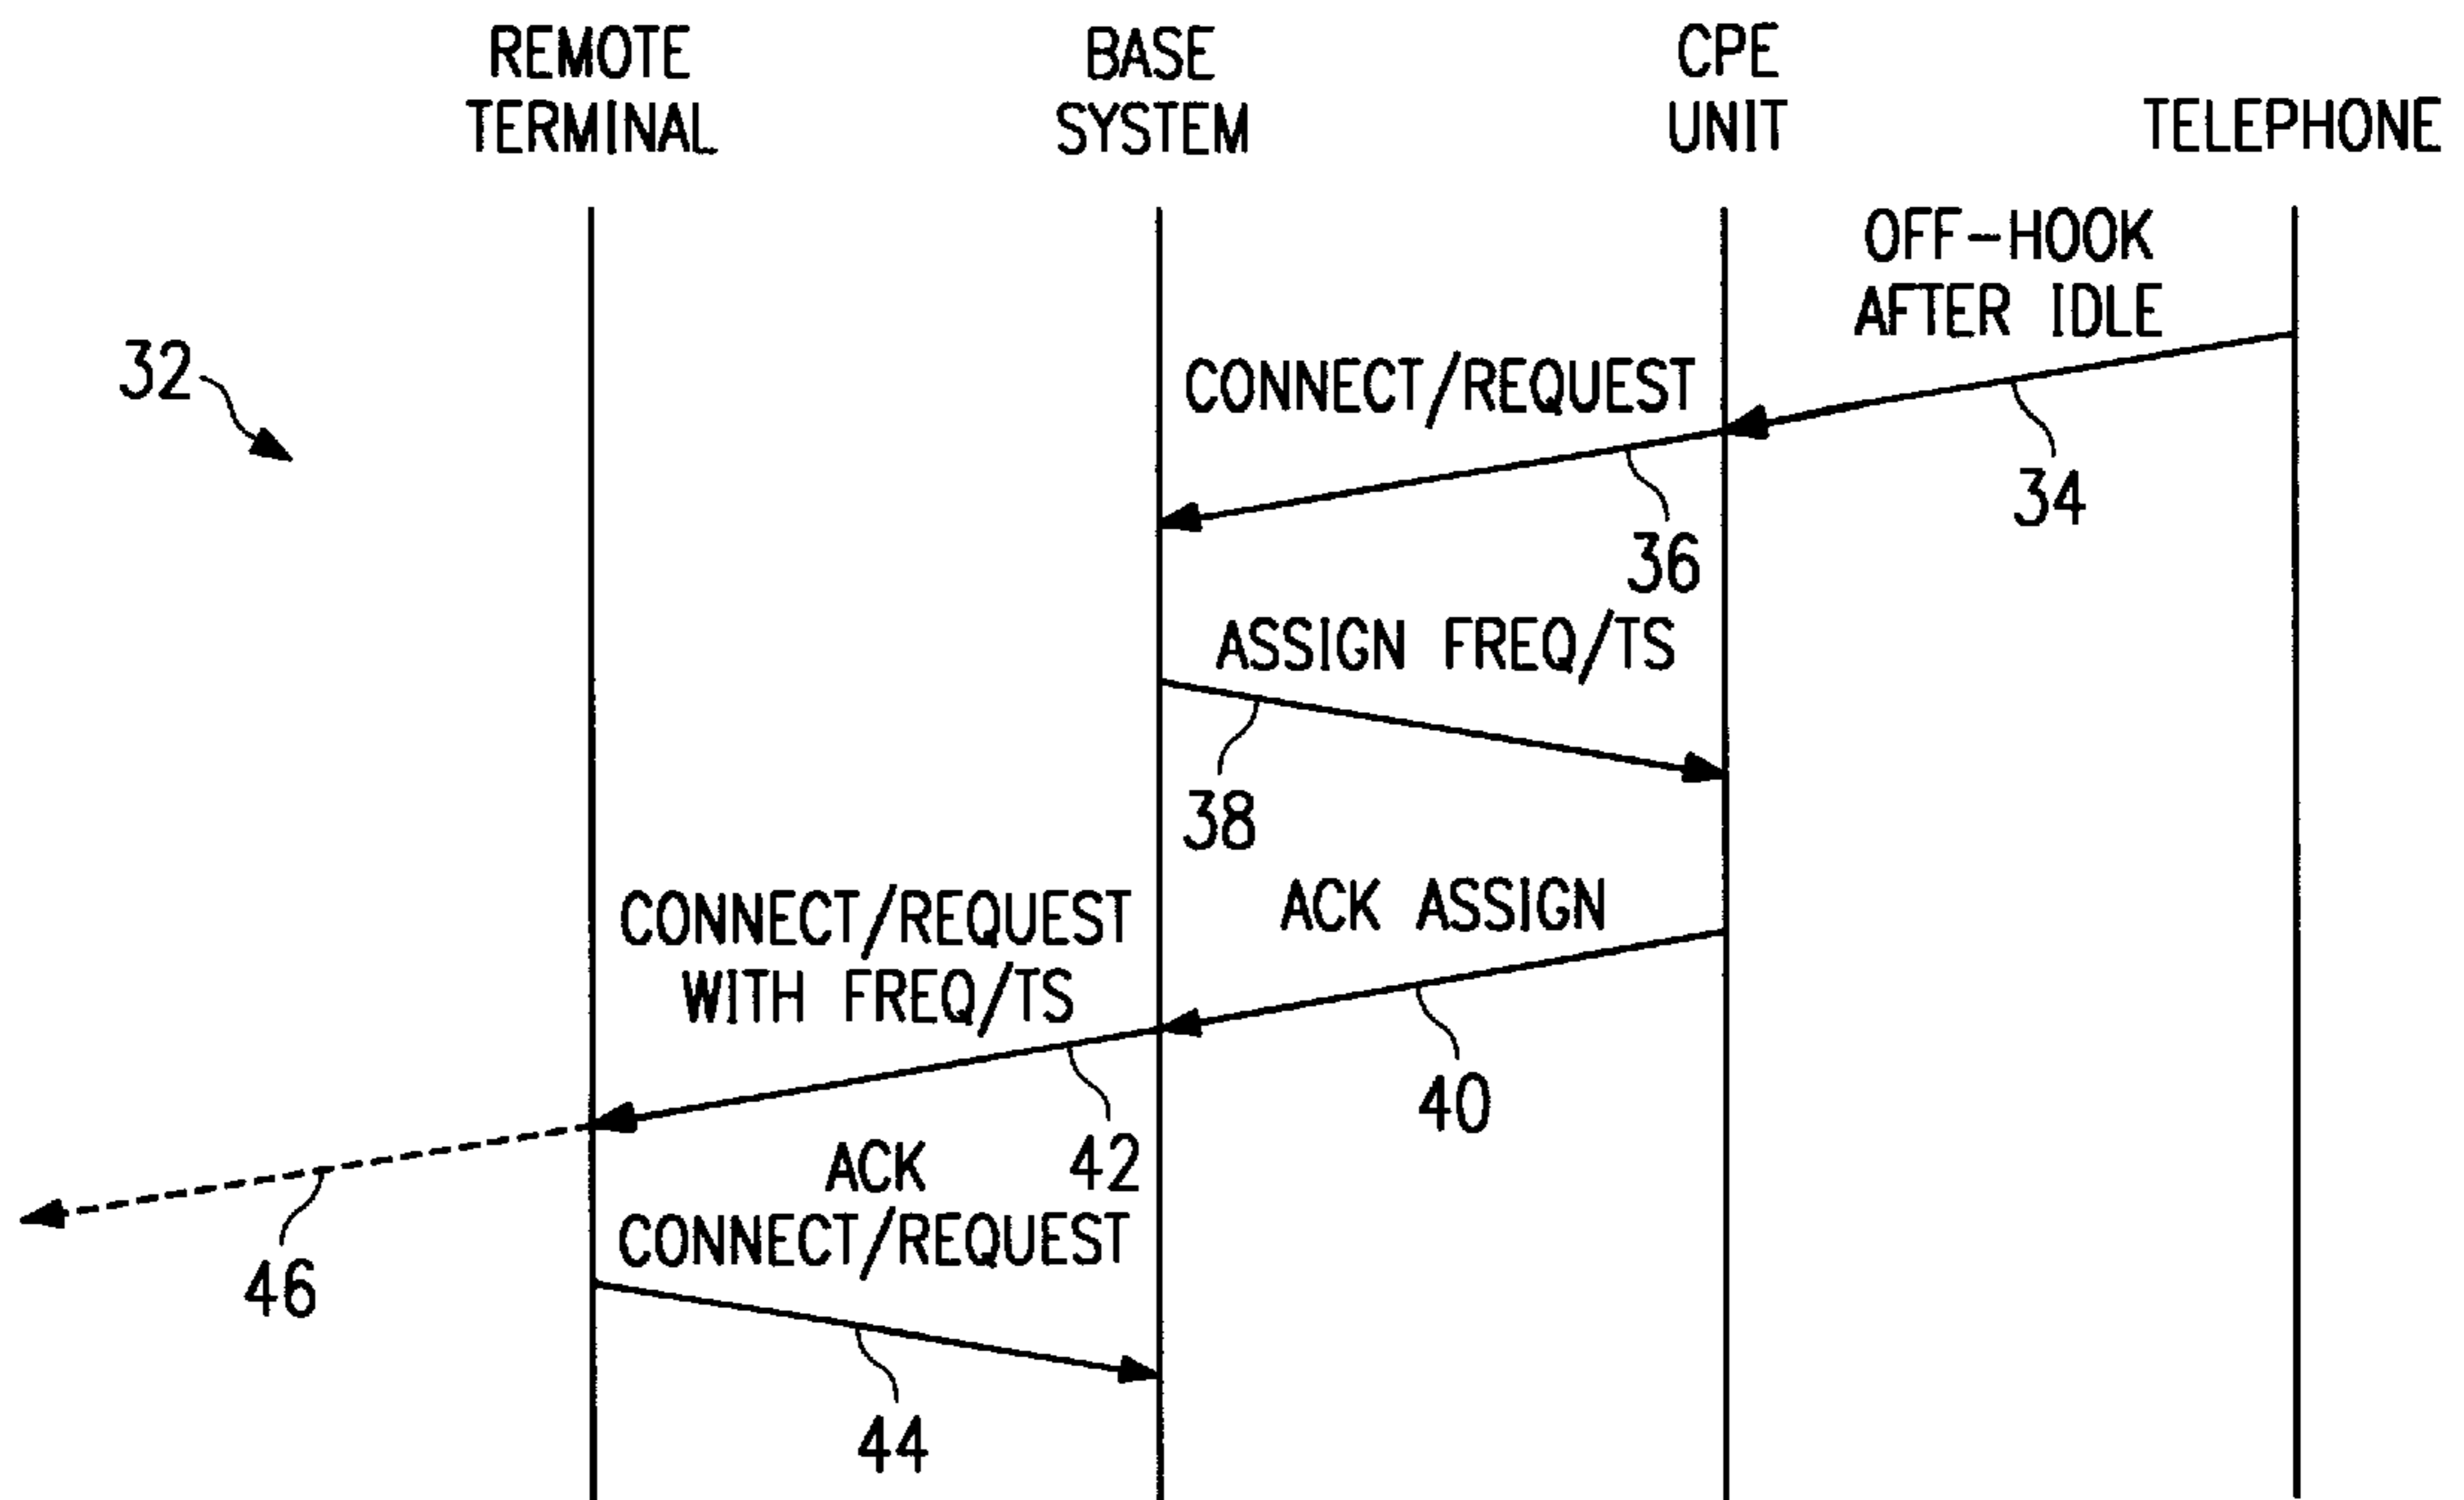 REMOTE
TERMINAL
BASE
SYSTEM
CPE
UNIT
TELEPHONE
OFF-HOOK
AFTER IDLE
32
CONNECT/REQUEST
34
36
ASSIGN FREQ/TS
38
ACK ASSIGN
CONNECT/REQUEST
WITH FREQ/TS
40
42
ACK
CONNECT/REQUEST
46
44